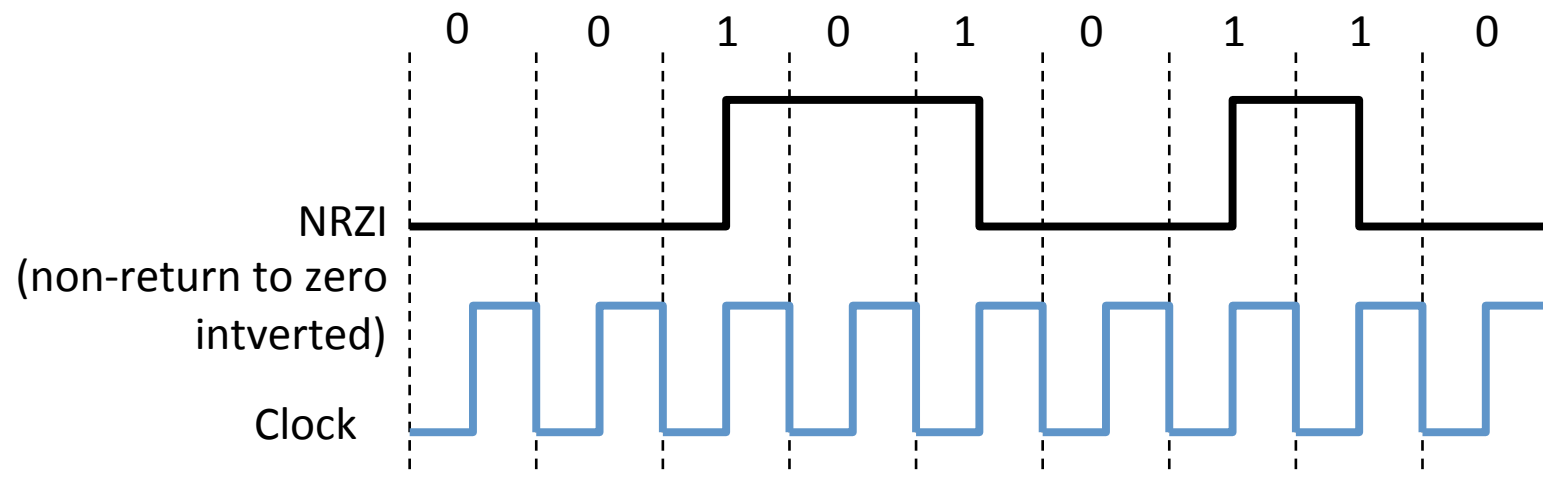 0 0 1 0 1 0 1 1 0
NRZI
(non-return to zero
intverted)
Clock